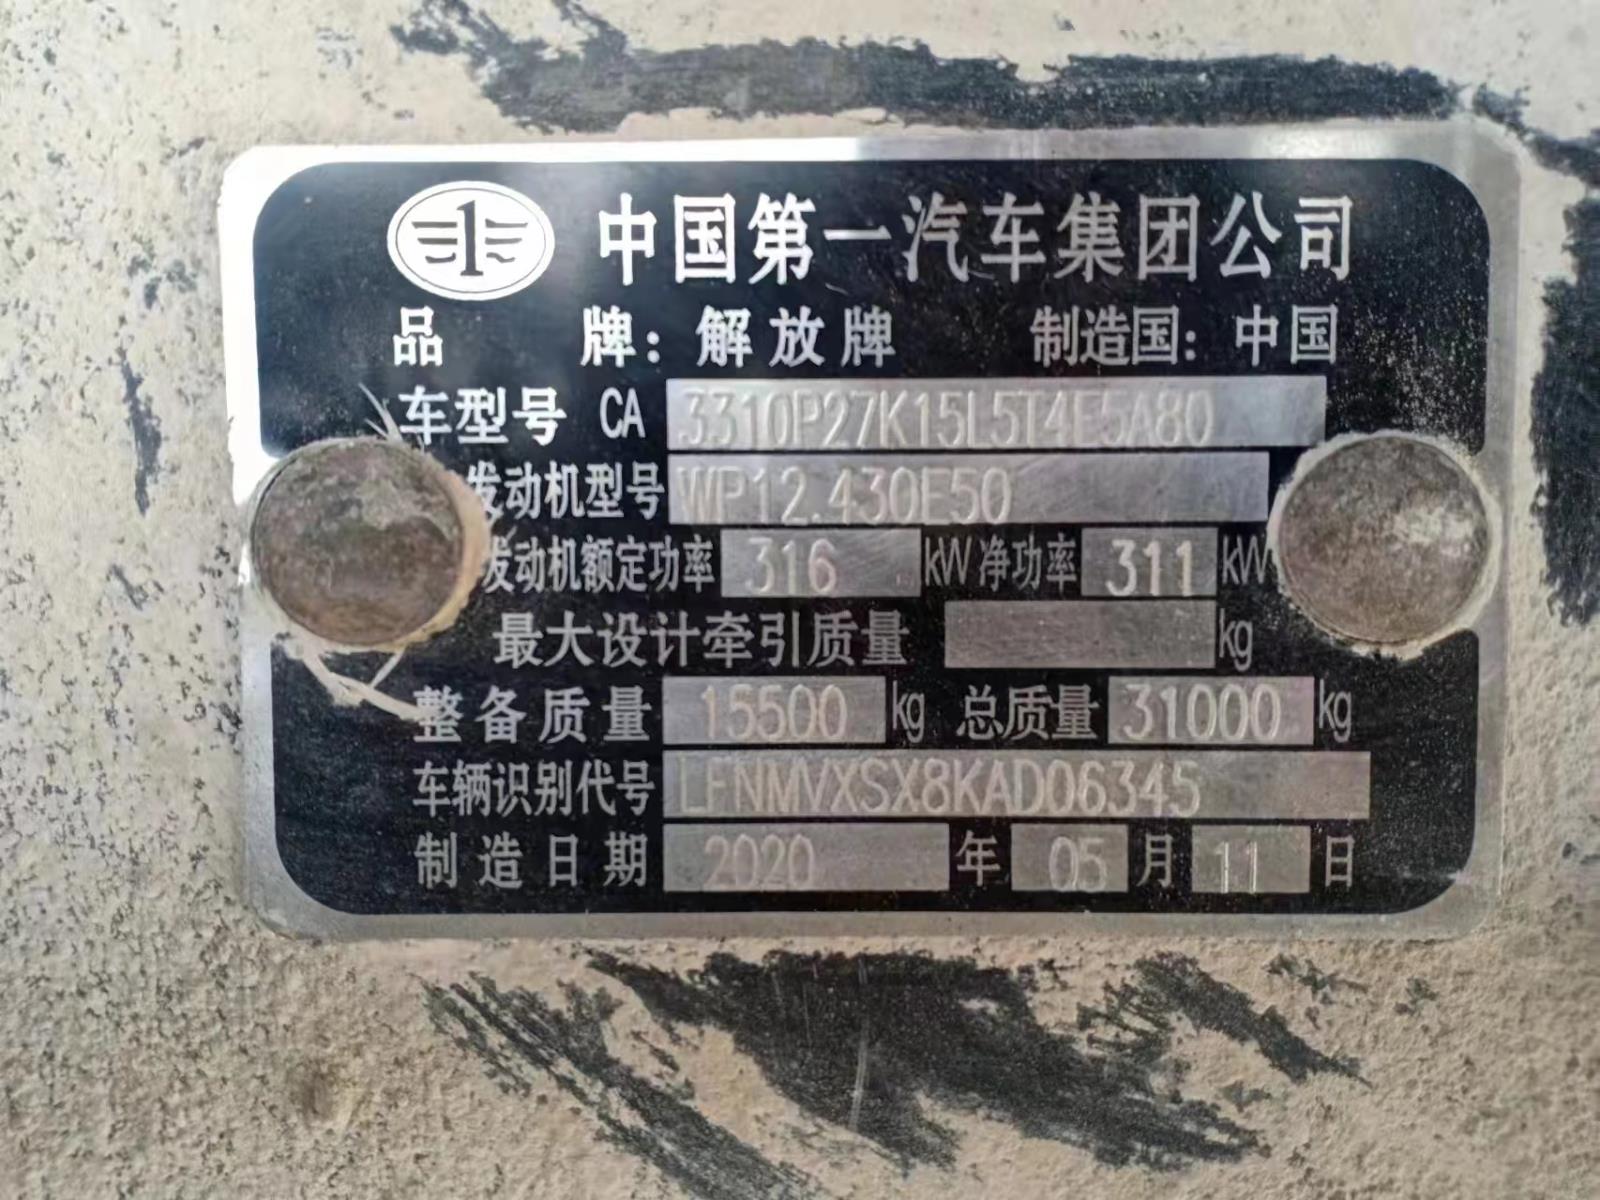 中国第一汽车集团公司
品牌：解放牌 制造国：中国
车型号 CA 3310P27K15L5T4E5A80
发动机型号 WP12.430E50
发动机额定功率 316 kW 净功率 311 kW
最大设计牵引质量 kg
整备质量 15500 kg 总质量 31000 kg
车辆识别代号 LFNMVXSX8KAD06345
制造日期 2020 年 05 月 11 日